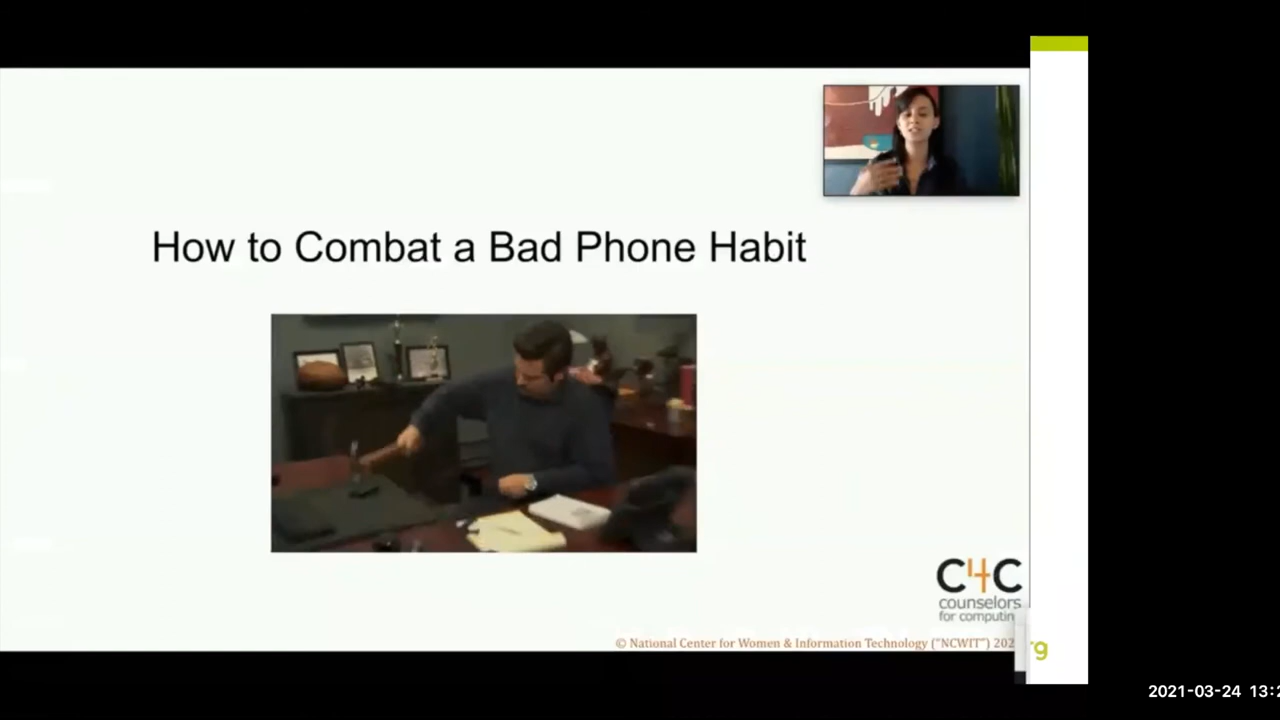 How to Combat a Bad Phone Habit
C4C
counselors
for computin
© National Center for Women & Information Technology ("NCWIT") 202
rg
2021-03-24 13:2